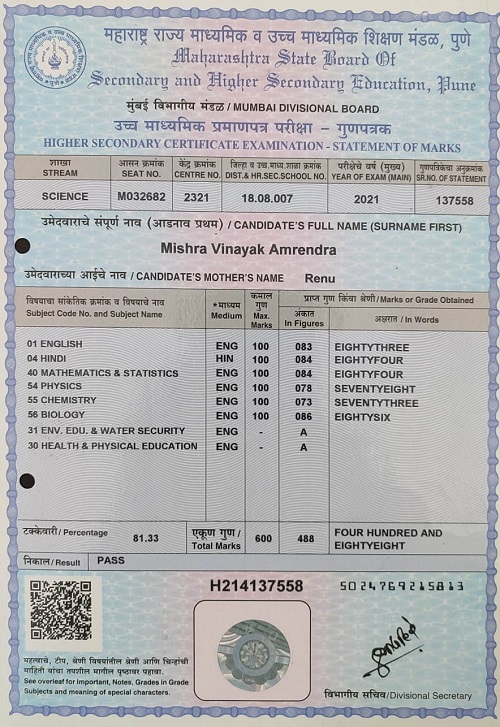 महाराष्ट्र राज्य माध्यमिक व उच्च माध्यमिक शिक्षण मंडळ, पुणे
Maharashtra State Board Of
Secondary and Higher Secondary Education, Pune
मुंबई विभागीय मंडळ / MUMBAI DIVISIONAL BOARD
उच्च माध्यमिक प्रमाणपत्र परीक्षा – गुणपत्रक
HIGHER SECONDARY CERTIFICATE EXAMINATION - STATEMENT OF MARKS
शाखा आसन क्रमांक केंद्र क्रमांक जिल्हा व उच्च.माध्य.शाळा क्रमांक परीक्षेचे वर्ष (मुख्य) गुणपत्रिकेचा अनुक्रमांक
STREAM SEAT NO. CENTRE NO. DIST.& HR.SEC.SCHOOL NO. YEAR OF EXAM (MAIN) SR.NO. OF STATEMENT
SCIENCE M032682 2321 18.08.007 2021 137558
उमेदवाराचे संपूर्ण नाव (आडनाव प्रथम) / CANDIDATE'S FULL NAME (SURNAME FIRST)
Mishra Vinayak Amrendra
उमेदवाराच्या आईचे नाव / CANDIDATE'S MOTHER'S NAME Renu
विषयाचा सांकेतिक क्रमांक व विषयाचे नाव *माध्यम कमाल गुण प्राप्त गुण किंवा श्रेणी/Marks or Grade Obtained
Subject Code No. and Subject Name Medium Max. Marks अंकात In Figures अक्षरात / In Words
01 ENGLISH ENG 100 083 EIGHTYTHREE
04 HINDI HIN 100 084 EIGHTYFOUR
40 MATHEMATICS & STATISTICS ENG 100 084 EIGHTYFOUR
54 PHYSICS ENG 100 078 SEVENTYEIGHT
55 CHEMISTRY ENG 100 073 SEVENTYTHREE
56 BIOLOGY ENG 100 086 EIGHTYSIX
31 ENV. EDU. & WATER SECURITY ENG - A
30 HEALTH & PHYSICAL EDUCATION ENG - A
टक्केवारी/ Percentage 81.33 एकूण गुण / Total Marks 600 488 FOUR HUNDRED AND
EIGHTYEIGHT
निकाल/ Result PASS
H214137558 5024769215813
महत्वाचे, टीप, श्रेणी विषयांतील श्रेणी आणि चिन्हांची
माहिती यांचा तपशील मागील पृष्ठावर पहावा.
See overleaf for Important, Notes, Grades in Grade
Subjects and meaning of special characters.
विभागीय सचिव/Divisional Secretary